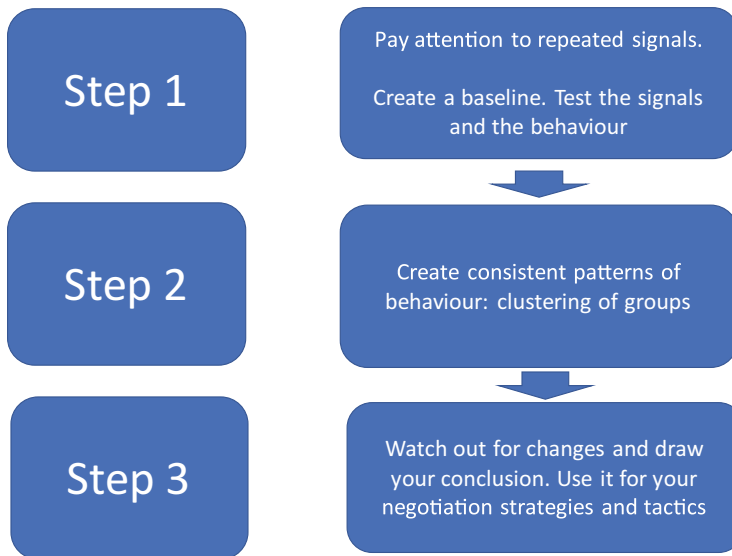 Step 1
Pay attention to repeated signals.
Create a baseline. Test the signals
and the behaviour
Step 2
Create consistent patterns of
behaviour: clustering of groups
Step 3
Watch out for changes and draw
your conclusion. Use it for your
negotiation strategies and tactics